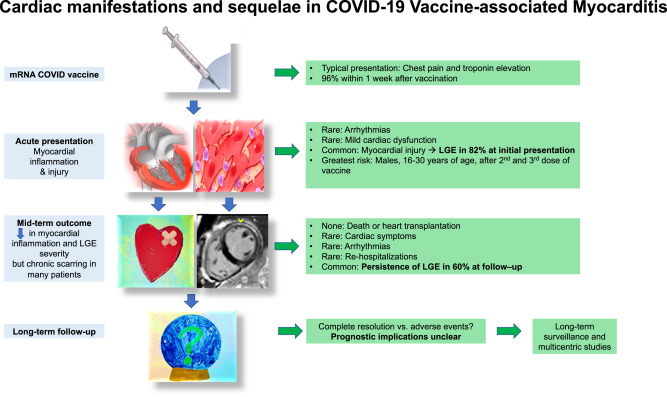 Cardiac manifestations and sequelae in COVID-19 Vaccine-associated Myocarditis
mRNA COVID vaccine
• Typical presentation: Chest pain and troponin elevation
• 96% within 1 week after vaccination
Acute presentation
Myocardial
inflammation
& injury
• Rare: Arrhythmias
• Rare: Mild cardiac dysfunction
• Common: Myocardial injury → LGE in 82% at initial presentation
• Greatest risk: Males, 16-30 years of age, after 2nd and 3rd dose of
vaccine
Mid-term outcome
in myocardial
inflammation and LGE
severity
but chronic scarring in
many patients
• None: Death or heart transplantation
• Rare: Cardiac symptoms
• Rare: Arrhythmias
• Rare: Re-hospitalizations
• Common: Persistence of LGE in 60% at follow–up
Long-term follow-up
?
Complete resolution vs. adverse events?
Prognostic implications unclear
Long-term
surveillance and
multicentric studies